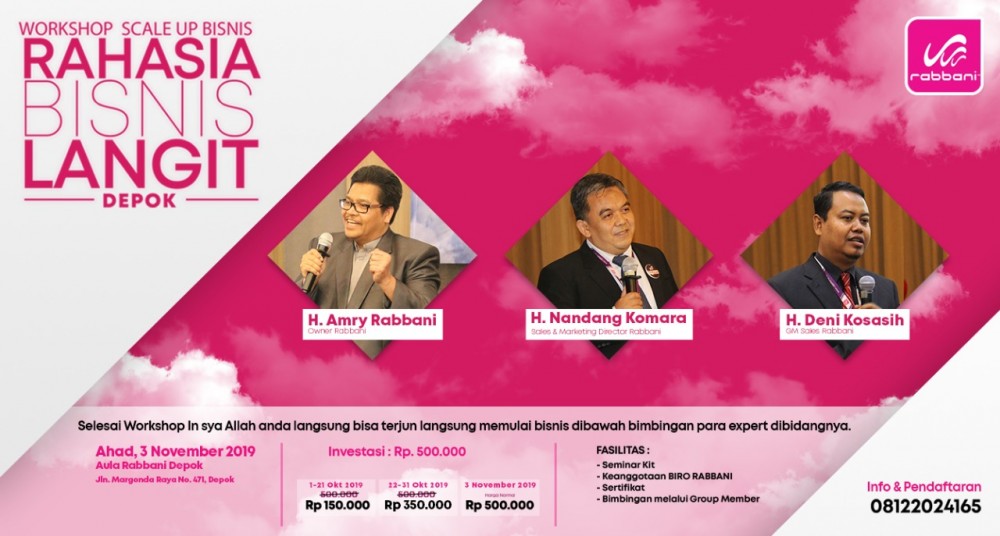 WORKSHOP SCALE UP BISNIS
RAHASIA
BISNIS
LANGIT
DEPOK
rabbani
H. Amry Rabbani
Owner Rabbani
H. Nandang Komara
Sales & Marketing Director Rabbani
H. Deni Kosasih
GM Sales Rabbani
Selesai Workshop In sya Allah anda langsung bisa terjun langsung memulai bisnis dibawah bimbingan para expert dibidangnya.
Ahad, 3 November 2019
Aula Rabbani Depok
Jln. Margonda Raya No. 471, Depok
Investasi : Rp. 500.000
1-21 Okt 2019
500.000
Rp 150.000
22-31 Okt 2019
500.000
Rp 350.000
3 November 2019
Harga Normal
Rp 500.000
FASILITAS :
- Seminar Kit
- Keanggotaan BIRO RABBANI
- Sertifikat
- Bimbingan melalui Group Member
Info & Pendaftaran
08122024165